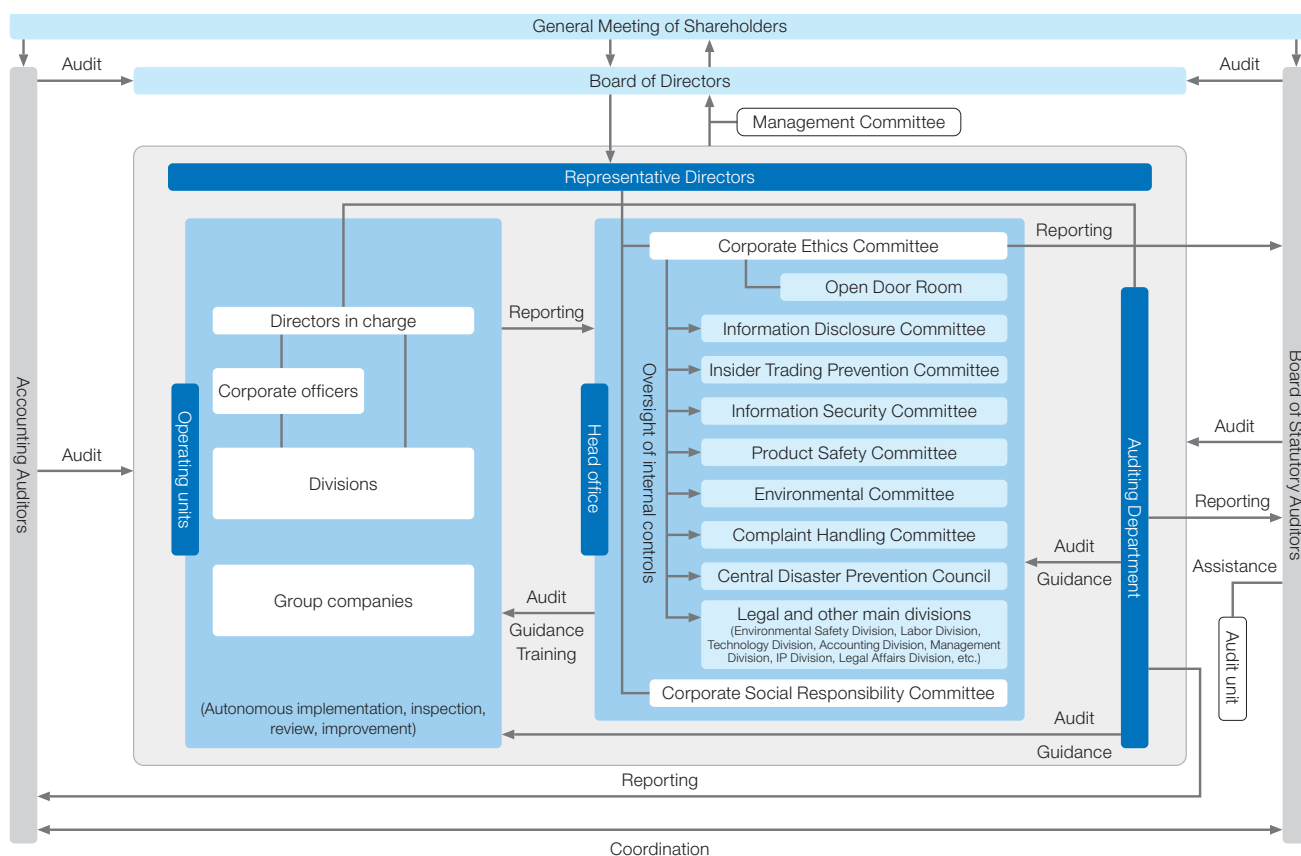 General Meeting of Shareholders
Audit
Board of Directors
Audit
Management Committee
Representative Directors
Corporate Ethics Committee
Reporting
Open Door Room
Directors in charge
Reporting
Information Disclosure Committee
Insider Trading Prevention Committee
Corporate officers
Information Security Committee
Product Safety Committee
Divisions
Environmental Committee
Complaint Handling Committee
Central Disaster Prevention Council
Group companies
Legal and other main divisions
(Environmental Safety Division, Labor Division,
Technology Division, Accounting Division, Management
Division, IP Division, Legal Affairs Division, etc.)
Corporate Social Responsibility Committee
(Autonomous implementation, inspection,
review, improvement)
Accounting Auditors
Audit
Operating units
Head office
Oversight of internal controls
Auditing Department
Board of Statutory Auditors
Audit
Reporting
Assistance
Audit unit
Audit
Guidance
Audit
Guidance
Training
Audit
Guidance
Reporting
Coordination